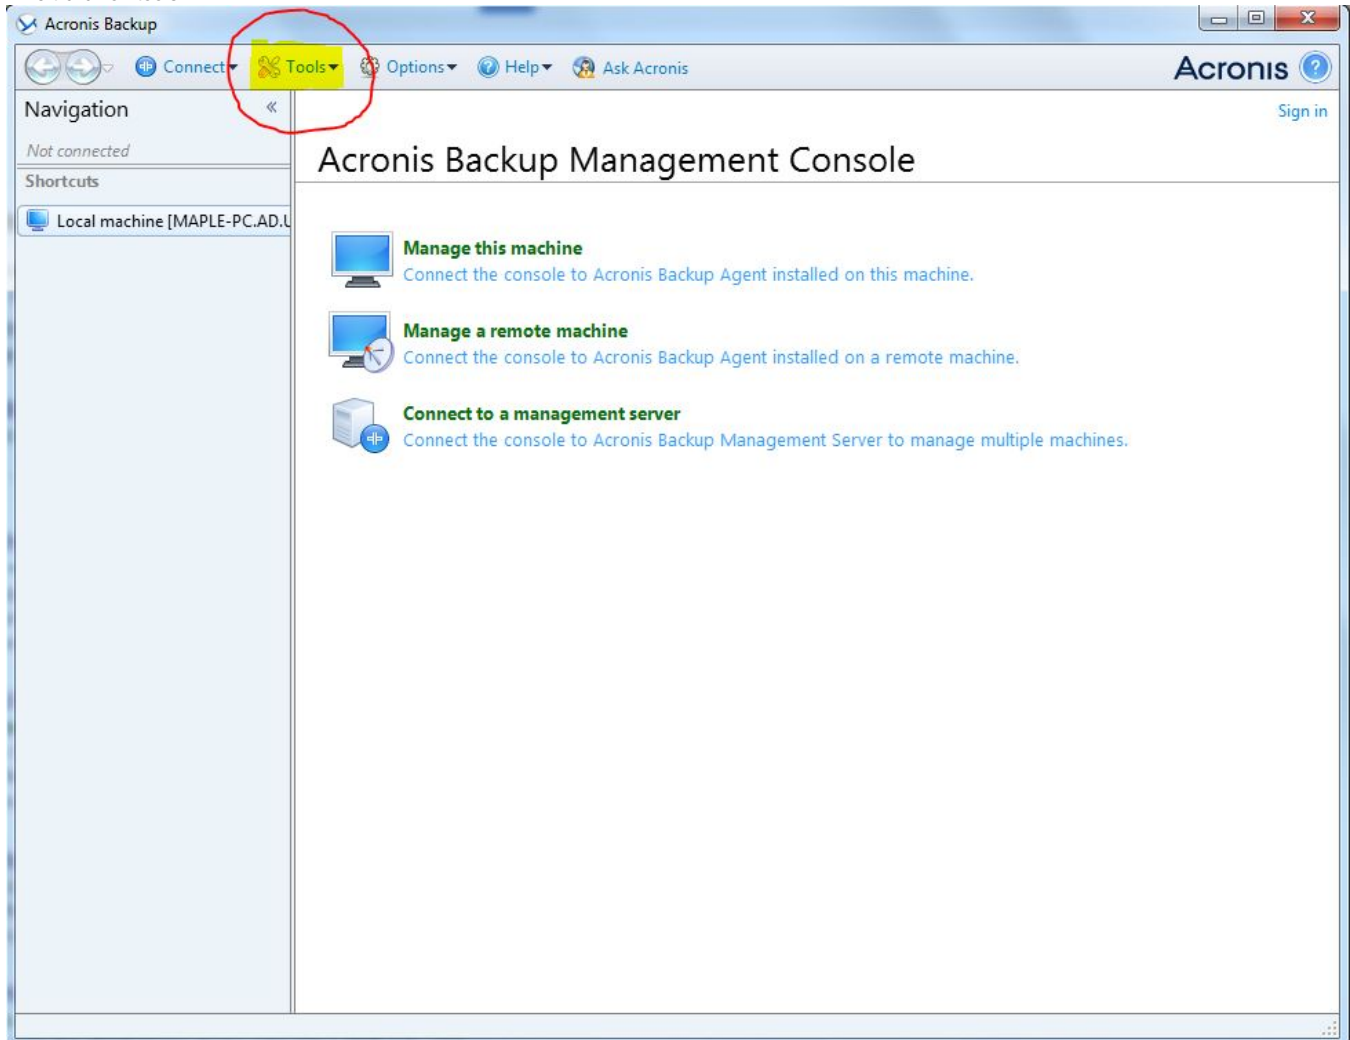 Acronis Backup
Connect Tools Options Help Ask Acronis Acronis
Navigation
Sign in
Not connected
Acronis Backup Management Console
Shortcuts
Local machine [MAPLE-PC.AD.U
Manage this machine
Connect the console to Acronis Backup Agent installed on this machine.
Manage a remote machine
Connect the console to Acronis Backup Agent installed on a remote machine.
Connect to a management server
Connect the console to Acronis Backup Management Server to manage multiple machines.